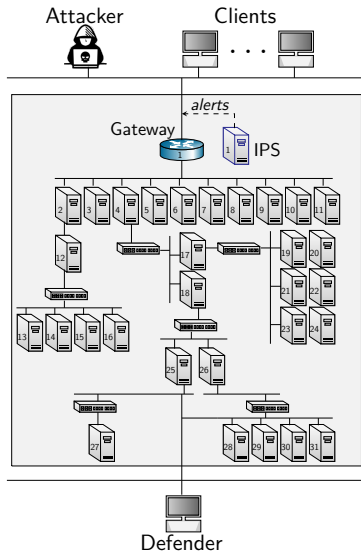 Attacker Clients
. . .
alerts
Gateway
1 1 IPS
2 3 4 5 6 7 8 9 10 11
12 17 19 20
18 21 22
13 14 15 16 23 24
25 26
27 28 29 30 31
Defender